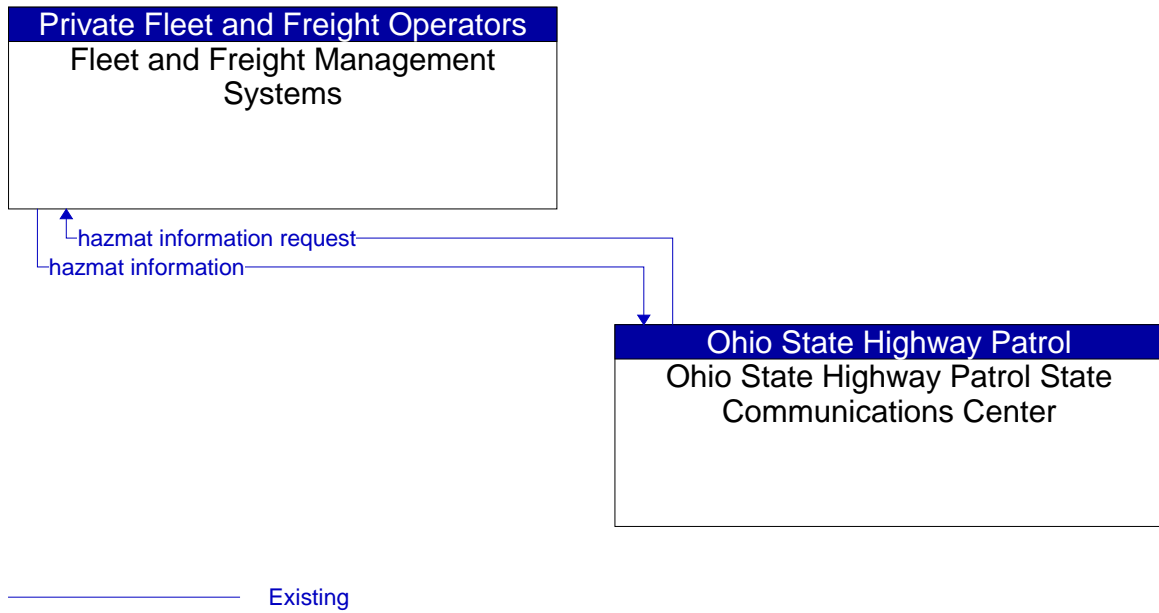 Private Fleet and Freight Operators
Fleet and Freight Management
Systems
hazmat information request
hazmat information
Ohio State Highway Patrol
Ohio State Highway Patrol State
Communications Center
Existing